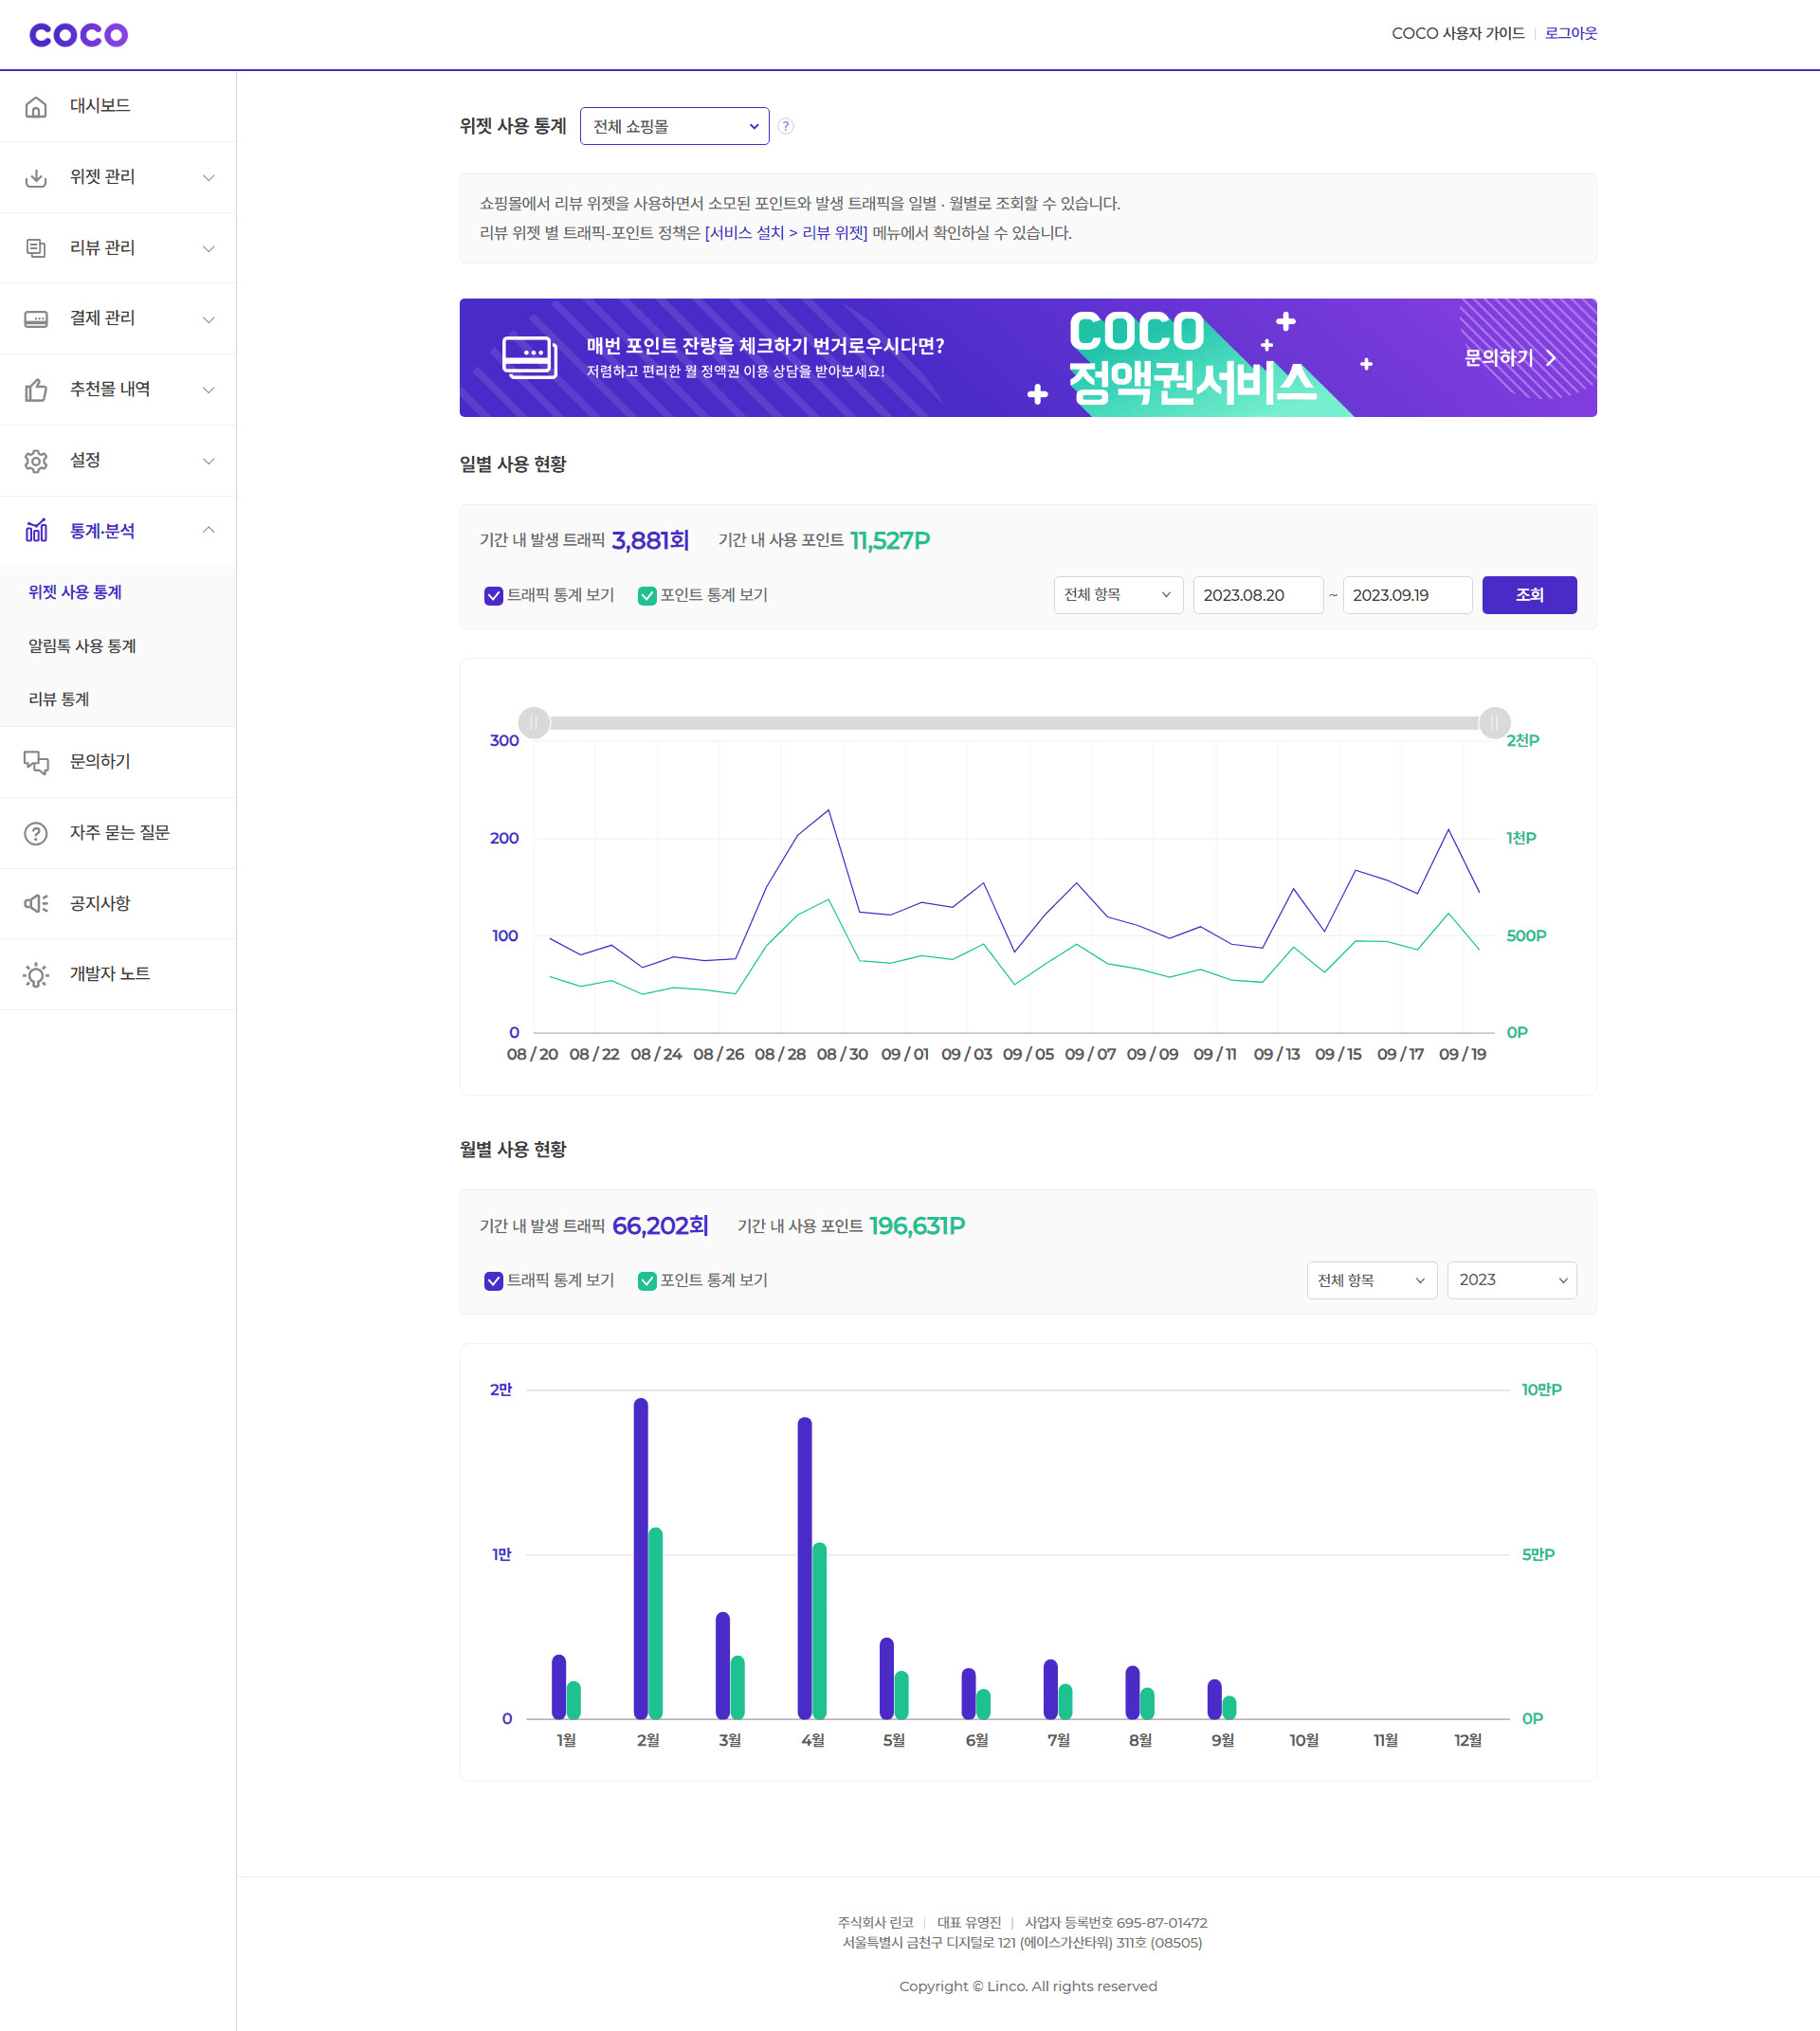 COCO
COCO 사용자 가이드 | 로그아웃
대시보드
위젯 관리
리뷰 관리
결제 관리
추천몰 내역
설정
통계·분석
위젯 사용 통계
알림톡 사용 통계
리뷰 통계
문의하기
자주 묻는 질문
공지사항
개발자 노트
위젯 사용 통계 전체 쇼핑몰 ?
쇼핑몰에서 리뷰 위젯을 사용하면서 소모된 포인트와 발생 트래픽을 일별 · 월별로 조회할 수 있습니다.
리뷰 위젯 별 트래픽-포인트 정책은 [서비스 설치 > 리뷰 위젯] 메뉴에서 확인하실 수 있습니다.
매번 포인트 잔량을 체크하기 번거로우시다면?
저렴하고 편리한 월 정액권 이용 상담을 받아보세요!
COCO
정액권서비스
문의하기
일별 사용 현황
기간 내 발생 트래픽 3,881회 기간 내 사용 포인트 11,527P
트래픽 통계 보기 포인트 통계 보기 전체 항목 2023.08.20 ~ 2023.09.19 조회
300 2천P
200 1천P
100 500P
0 0P
08 / 20 08 / 22 08 / 24 08 / 26 08 / 28 08 / 30 09 / 01 09 / 03 09 / 05 09 / 07 09 / 09 09 / 11 09 / 13 09 / 15 09 / 17 09 / 19
월별 사용 현황
기간 내 발생 트래픽 66,202회 기간 내 사용 포인트 196,631P
트래픽 통계 보기 포인트 통계 보기 전체 항목 2023
2만 10만P
1만 5만P
0 0P
1월 2월 3월 4월 5월 6월 7월 8월 9월 10월 11월 12월
주식회사 린코 | 대표 유영진 | 사업자 등록번호 695-87-01472
서울특별시 금천구 디지털로 121 (에이스가산타워) 311호 (08505)
Copyright © Linco. All rights reserved